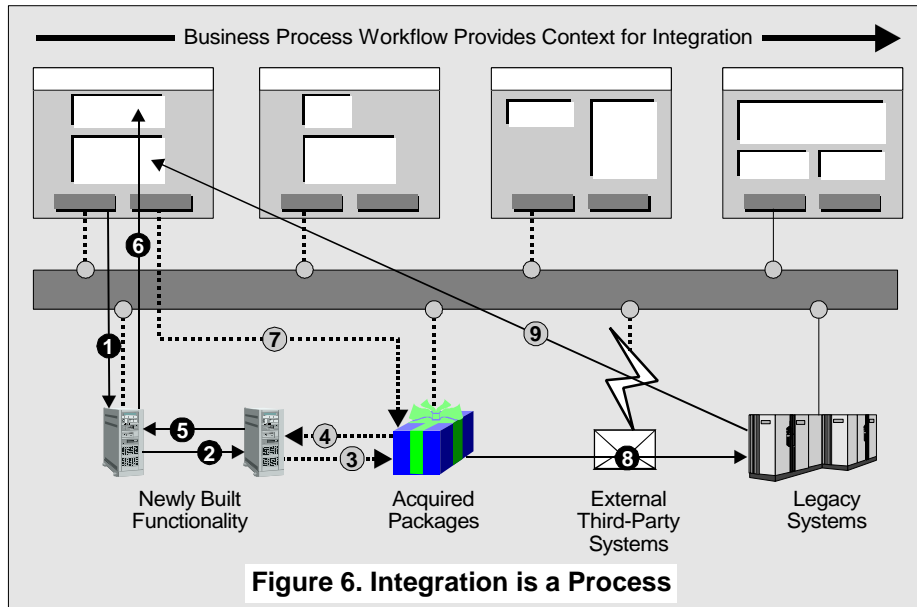 Business Process Workflow Provides Context for Integration
6
1
7
9
5
4
2
3
8
Newly Built
Functionality
Acquired
Packages
External
Third-Party
Systems
Legacy
Systems
Figure 6. Integration is a Process